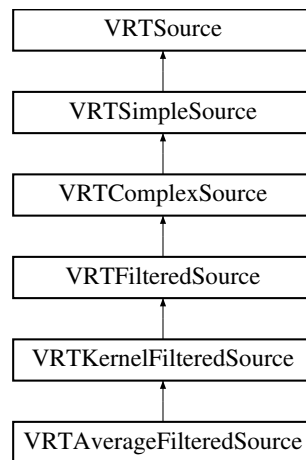 VRTSource
VRTSimpleSource
VRTComplexSource
VRTFilteredSource
VRTKernelFilteredSource
VRTAverageFilteredSource